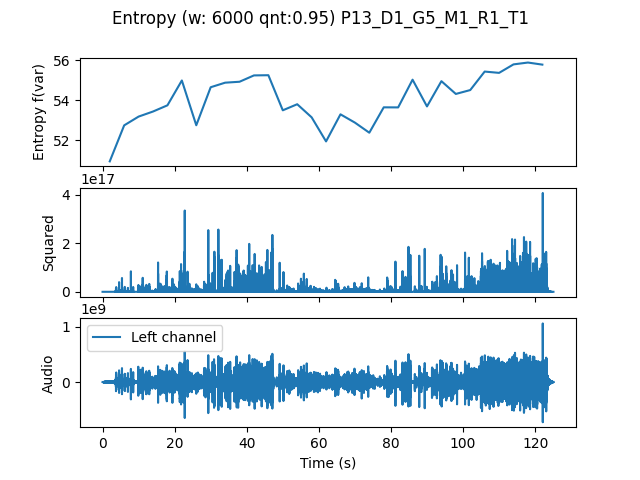 Entropy (w: 6000 qnt:0.95) P13_D1_G5_M1_R1_T1
56
54
52
Entropy f(var)
1e17
4
2
0
Squared
1e9
1
0
Audio
Left channel
0 20 40 60 80 100 120
Time (s)